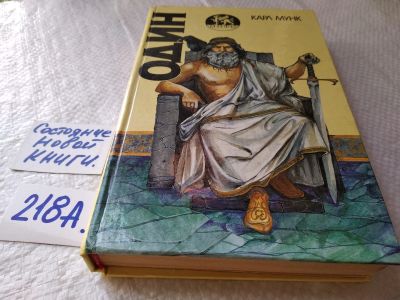 КАРЛ МУНК
ОДИН
Состояние
новой
книги.
218А.